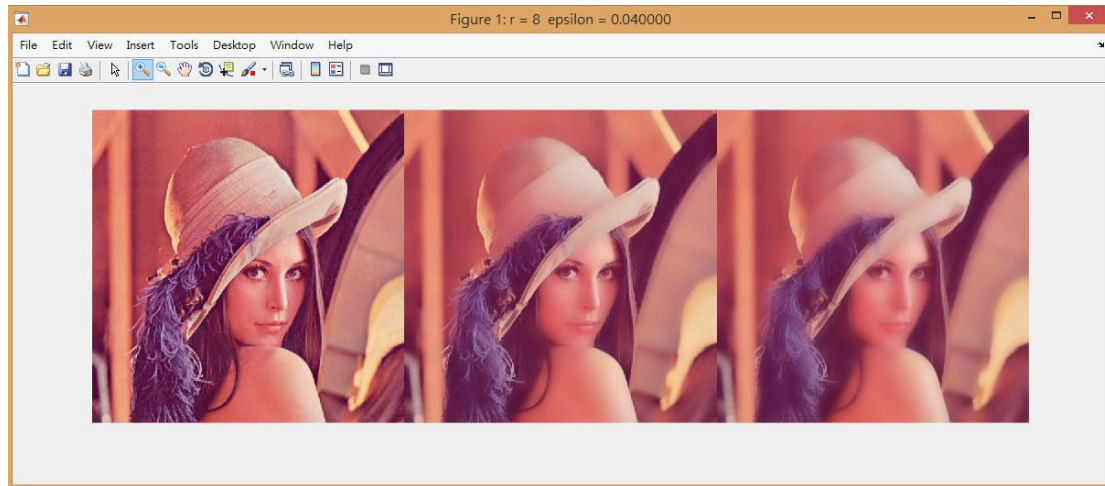 Figure 1: r = 8 epsilon = 0.040000
File Edit View Insert Tools Desktop Window Help